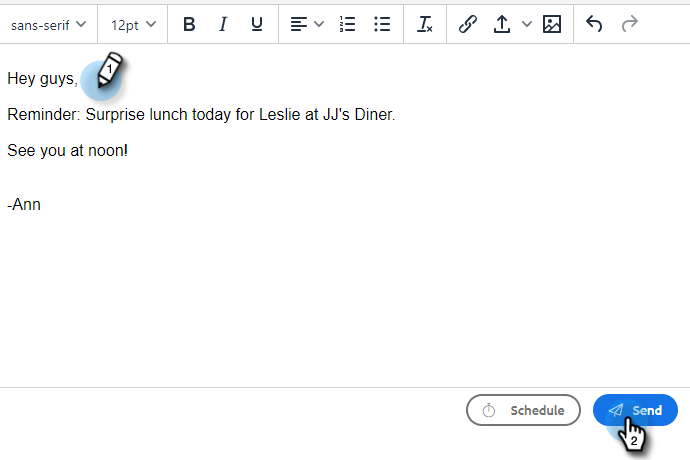 sans-serif 12pt B I U
Hey guys, 1
Reminder: Surprise lunch today for Leslie at JJ's Diner.
See you at noon!
-Ann
Schedule Send
2